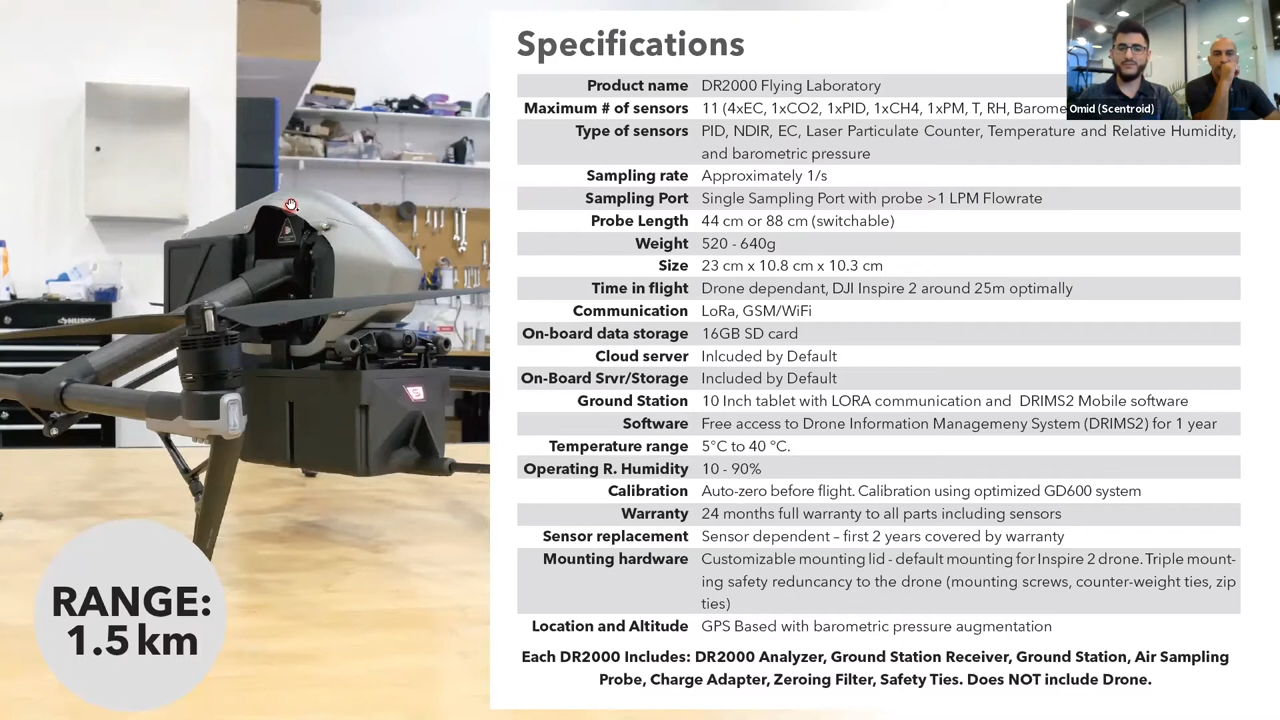 Specifications
Product name DR2000 Flying Laboratory
Maximum # of sensors 11 (4xEC, 1xCO2, 1xPID, 1xCH4, 1xPM, T, RH, Barome
Omid (Scentroid)
Type of sensors PID, NDIR, EC, Laser Particulate Counter, Temperature and Relative Humidity,
and barometric pressure
Sampling rate Approximately 1/s
Sampling Port Single Sampling Port with probe >1 LPM Flowrate
Probe Length 44 cm or 88 cm (switchable)
Weight 520 - 640g
Size 23 cm x 10.8 cm x 10.3 cm
Time in flight Drone dependant, DJI Inspire 2 around 25m optimally
Communication LoRa, GSM/WiFi
On-board data storage 16GB SD card
Cloud server Inlcuded by Default
On-Board Srvr/Storage Included by Default
Ground Station 10 Inch tablet with LORA communication and DRIMS2 Mobile software
Software Free access to Drone Information Managemeny System (DRIMS2) for 1 year
Temperature range 5°C to 40 °C.
Operating R. Humidity 10 - 90%
Calibration Auto-zero before flight. Calibration using optimized GD600 system
Warranty 24 months full warranty to all parts including sensors
Sensor replacement Sensor dependent – first 2 years covered by warranty
Mounting hardware Customizable mounting lid - default mounting for Inspire 2 drone. Triple mount-
ing safety reduncancy to the drone (mounting screws, counter-weight ties, zip
ties)
Location and Altitude GPS Based with barometric pressure augmentation
Each DR2000 Includes: DR2000 Analyzer, Ground Station Receiver, Ground Station, Air Sampling
Probe, Charge Adapter, Zeroing Filter, Safety Ties. Does NOT include Drone.
RANGE:
1.5 km
HUSKY